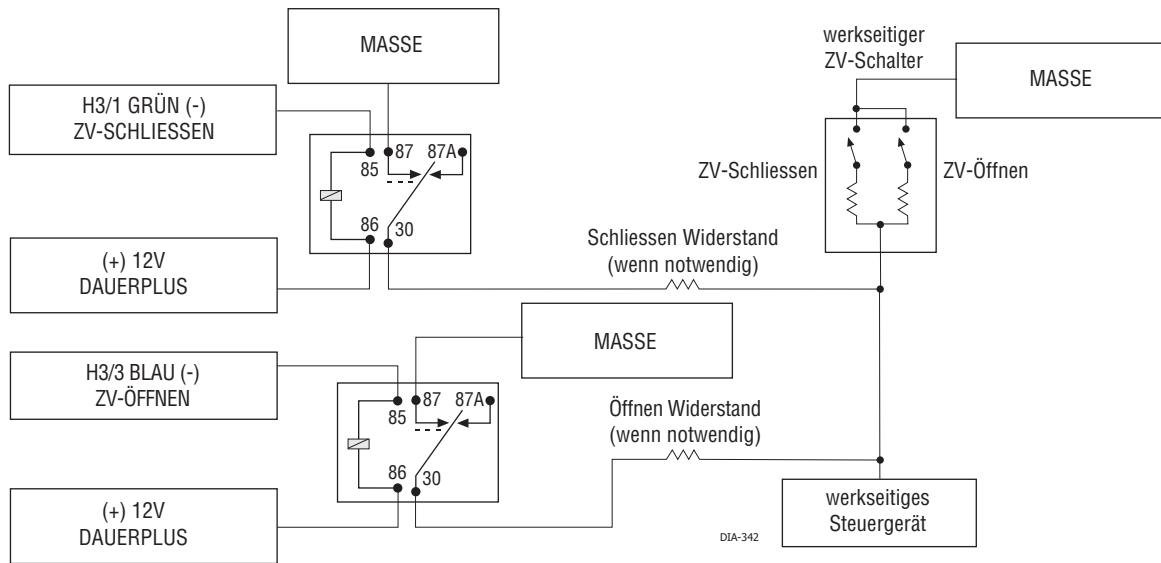 MASSE
H3/1 GRÜN (-)
ZV-SCHLIESSEN
87
87A
85
86
30
(+) 12V
DAUERPLUS
werkseitiger
ZV-Schalter
MASSE
ZV-Schliessen
ZV-Öffnen
Schliessen Widerstand
(wenn notwendig)
MASSE
H3/3 BLAU (-)
ZV-ÖFFNEN
87
87A
85
86
30
(+) 12V
DAUERPLUS
Öffnen Widerstand
(wenn notwendig)
werkseitiges
Steuergerät
DIA-342